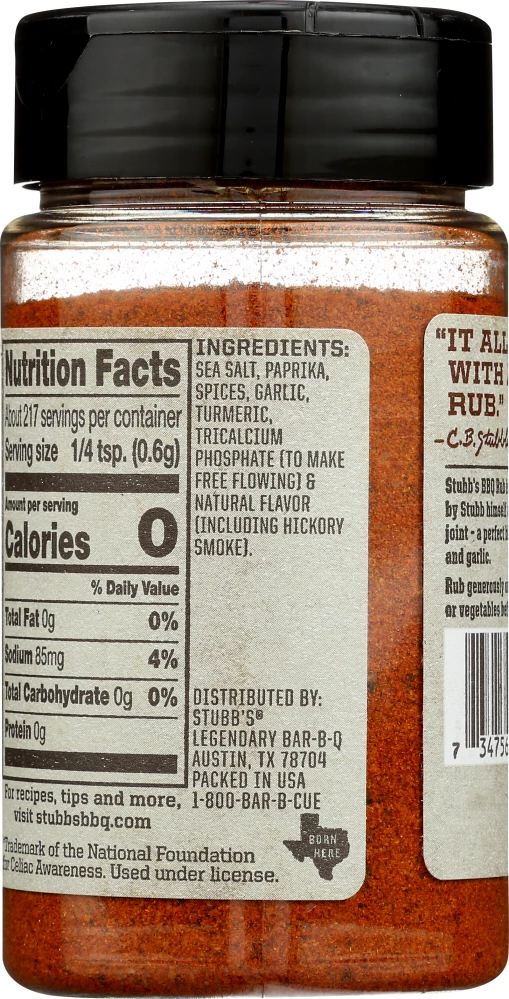 Nutrition Facts
About 217 servings per container
Serving size 1/4 tsp. (0.6g)
Amount per serving
Calories 0
% Daily Value
Total Fat 0g 0%
Sodium 85mg 4%
Total Carbohydrate 0g 0%
Protein 0g
For recipes, tips and more,
visit stubbsbbq.com
Trademark of the National Foundation
for Celiac Awareness. Used under license.
INGREDIENTS:
SEA SALT, PAPRIKA,
SPICES, GARLIC,
TURMERIC,
TRICALCIUM
PHOSPHATE (TO MAKE
FREE FLOWING) &
NATURAL FLAVOR
(INCLUDING HICKORY
SMOKE).
DISTRIBUTED BY:
STUBB'S®
LEGENDARY BAR-B-Q
AUSTIN, TX 78704
PACKED IN USA
1-800-BAR-B-CUE
BORN
HERE
"IT ALL
WITH
RUB."
-C.B.
Stubb's BBQ Rub
by Stubb himself
joint - a perfect
and garlic.
Rub generously
or vegetables
7 34756